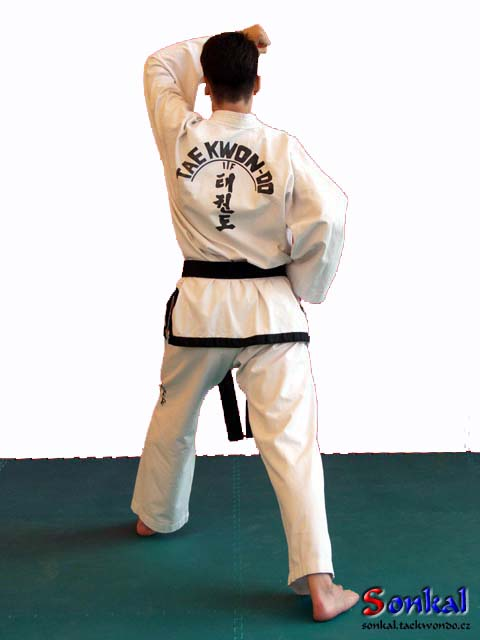 TAEKWON-DO
ITF
태
권
도
Sonkal
sonkal.taekwondo.cz